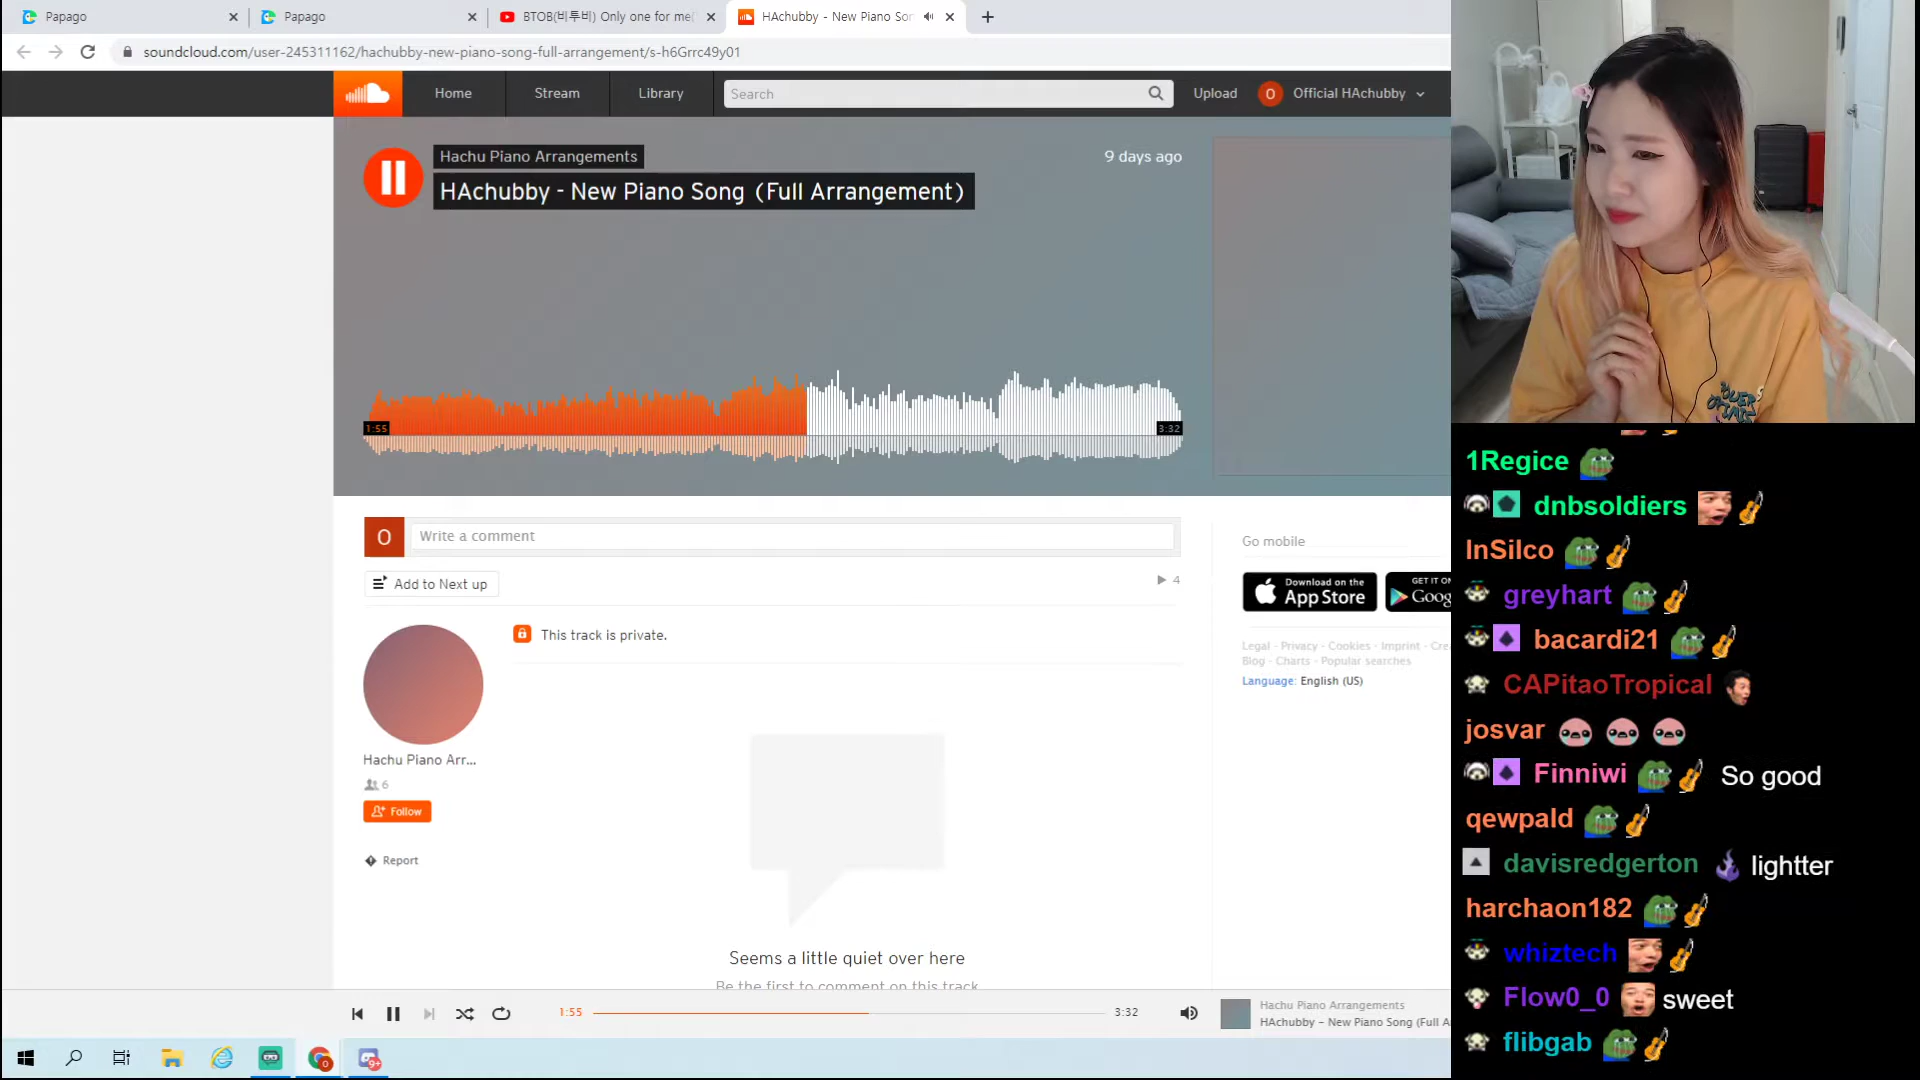 Papago
Papago
BTOB(비투비) Only one for me(
HAchubby - New Piano Son
soundcloud.com/user-245311162/hachubby-new-piano-song-full-arrangement/s-h6Grrc49y01
Home
Stream
Library
Search
Upload
O
Official HAchubby
Hachu Piano Arrangements
9 days ago
HAchubby - New Piano Song (Full Arrangement)
1:55
3:32
O
Write a comment
Add to Next up
4
This track is private.
Hachu Piano Arr...
6
Follow
Report
Seems a little quiet over here
Be the first to comment on this track
Go mobile
Download on the
App Store
GET IT ON
Goog
Legal - Privacy - Cookies - Imprint - Cre
Blog - Charts - Popular searches
Language: English (US)
1:55
3:32
Hachu Piano Arrangements
HAchubby - New Piano Song (Full A
9+
1Regice
dnbsoldiers
InSilco
greyhart
bacardi21
CAPitaoTropical
josvar
Finniwi So good
qewpald
davisredgerton lightter
harchaon182
whiztech
Flow0_0 sweet
flibgab